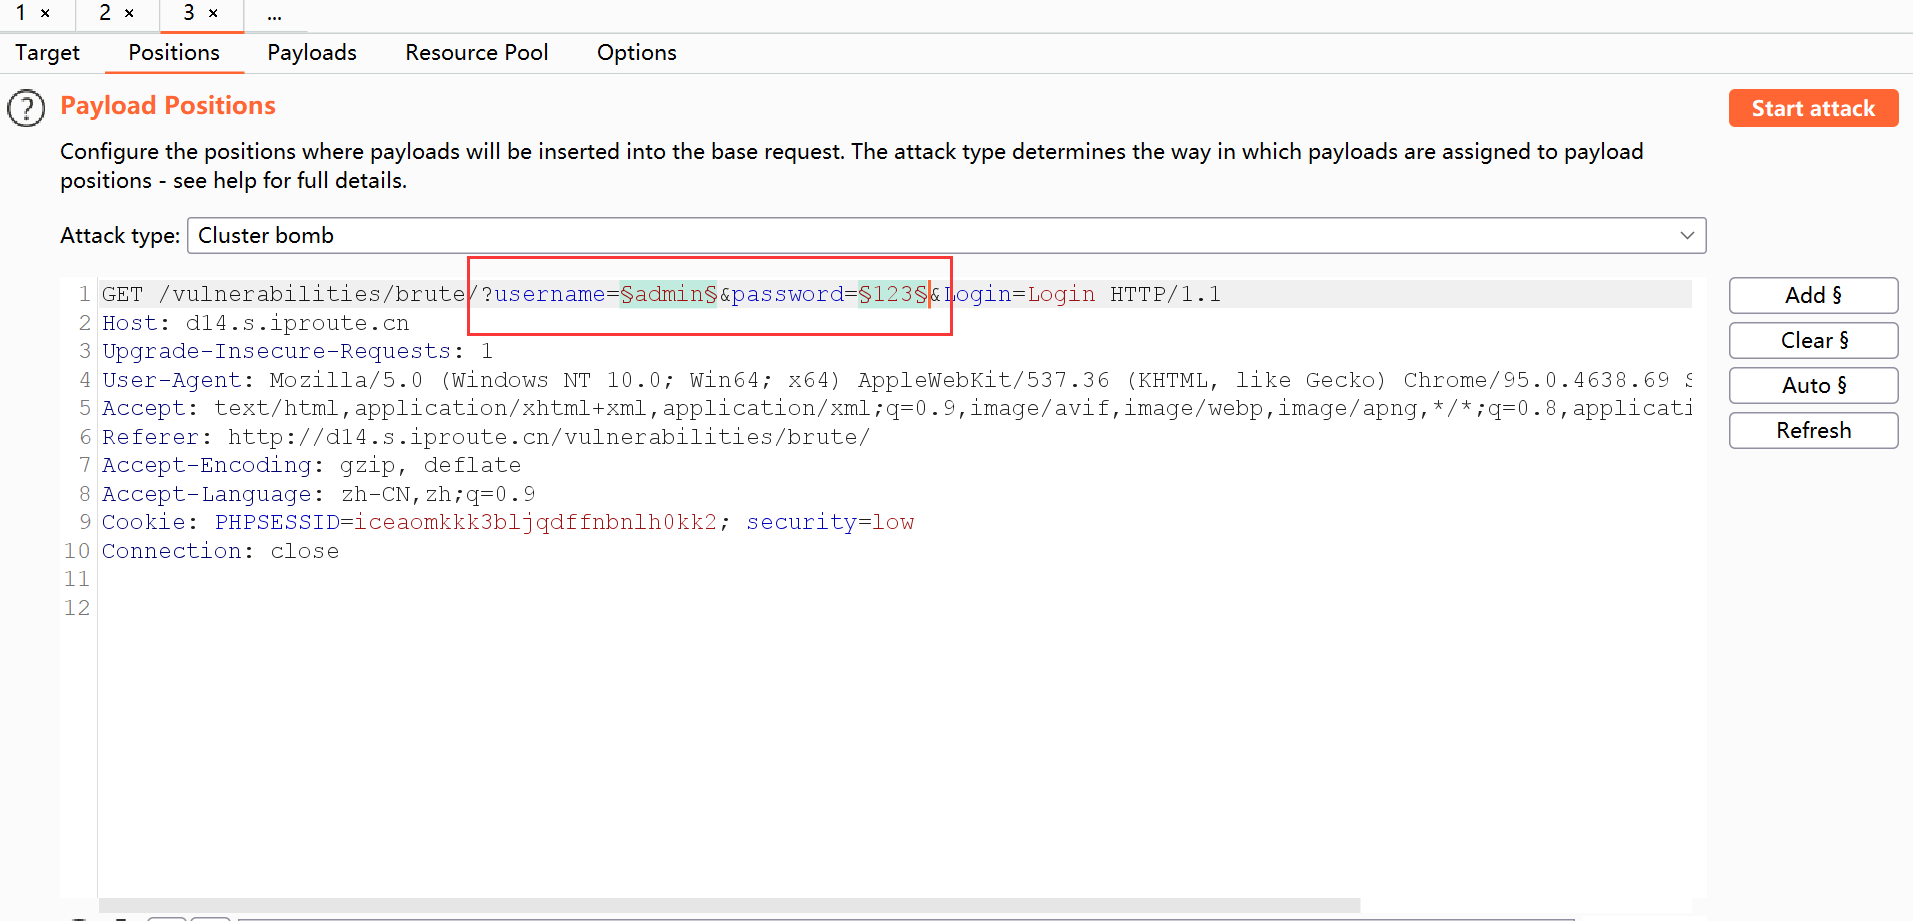 1 × 2 × 3 × ...
Target Positions Payloads Resource Pool Options
Payload Positions
Start attack
Configure the positions where payloads will be inserted into the base request. The attack type determines the way in which payloads are assigned to payload
positions - see help for full details.
Attack type: Cluster bomb
1 GET /vulnerabilities/brute/?username=§admin§&password=§123§&Login=Login HTTP/1.1
Add §
2 Host: d14.s.iproute.cn
3 Upgrade-Insecure-Requests: 1
Clear §
4 User-Agent: Mozilla/5.0 (Windows NT 10.0; Win64; x64) AppleWebKit/537.36 (KHTML, like Gecko) Chrome/95.0.4638.69 S
Auto §
5 Accept: text/html,application/xhtml+xml,application/xml;q=0.9,image/avif,image/webp,image/apng,*/*;q=0.8,applicati
6 Referer: http://d14.s.iproute.cn/vulnerabilities/brute/
Refresh
7 Accept-Encoding: gzip, deflate
8 Accept-Language: zh-CN,zh;q=0.9
9 Cookie: PHPSESSID=iceaomkkk3bljqdffnbnlh0kk2; security=low
10 Connection: close
11
12